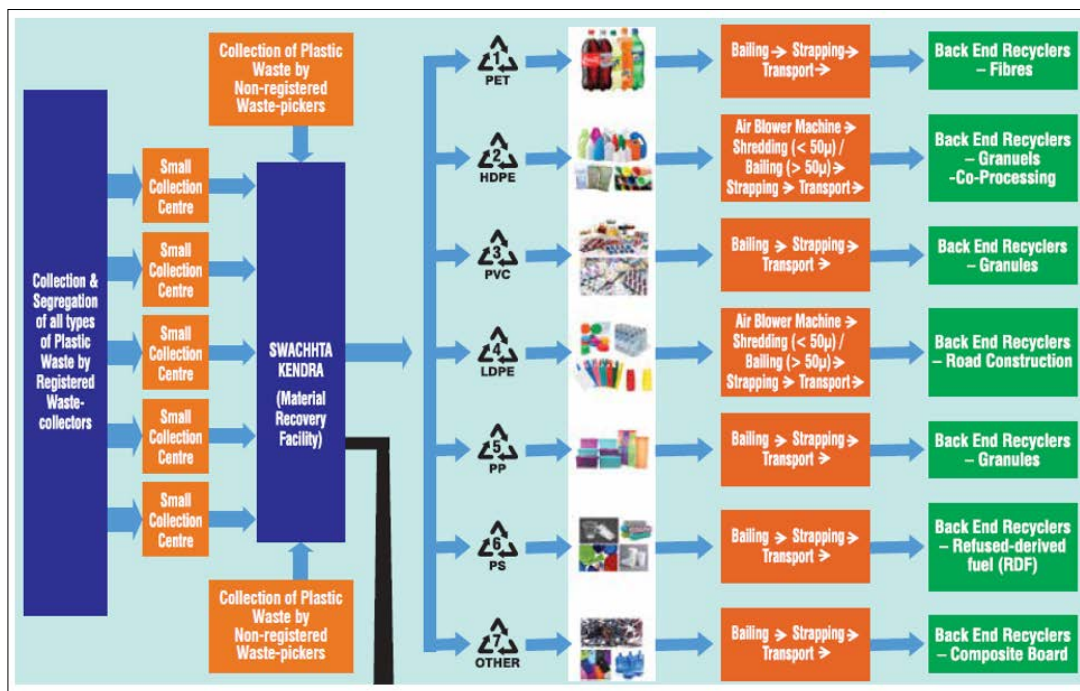 Collection of Plastic
Waste by
Non-registered
Waste-pickers
Collection &
Segregation
of all types
of Plastic
Waste by
Registered
Waste-
collectors
Small
Collection
Centre
Small
Collection
Centre
Small
Collection
Centre
Small
Collection
Centre
Small
Collection
Centre
SWACHHTA
KENDRA
(Material
Recovery
Facility)
Collection of Plastic
Waste by
Non-registered
Waste-pickers
1
PET
Bailing → Strapping→
Transport→
Back End Recyclers
– Fibres
2
HDPE
Air Blower Machine →
Shredding (< 50µ) /
Bailing (> 50µ)→
Strapping → Transport→
Back End Recyclers
– Granuels
-Co-Processing
3
PVC
Bailing → Strapping→
Transport→
Back End Recyclers
– Granules
4
LDPE
Air Blower Machine →
Shredding (< 50µ) /
Bailing (> 50µ)→
Strapping → Transport→
Back End Recyclers
– Road Construction
5
PP
Bailing → Strapping→
Transport →
Back End Recyclers
– Granules
6
PS
Bailing → Strapping→
Transport→
Back End Recyclers
– Refused-derived
fuel (RDF)
7
OTHER
Bailing → Strapping→
Transport →
Back End Recyclers
– Composite Board